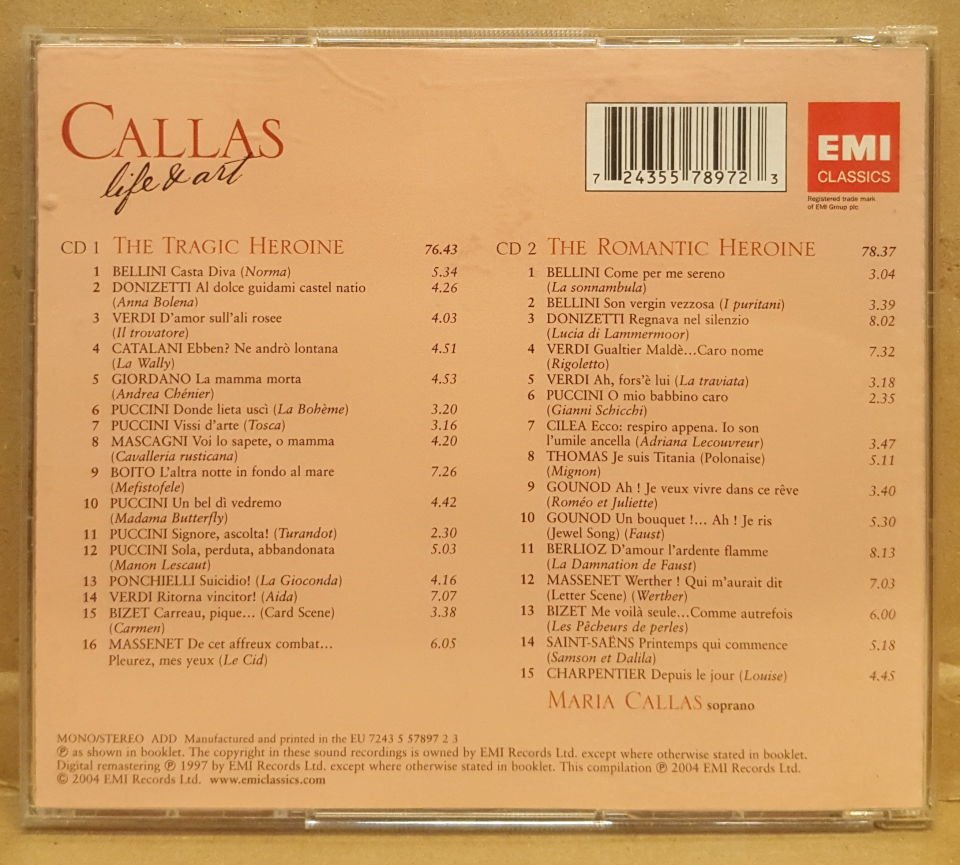 CALLAS
life & art
7 24355 78972 3
EMI
CLASSICS
Registered trade mark
of EMI Group plc
CD 1 THE TRAGIC HEROINE 76.43
1 BELLINI Casta Diva (Norma) 5.34
2 DONIZETTI Al dolce guidami castel natio 4.26
(Anna Bolena)
3 VERDI D'amor sull'ali rosee 4.03
(Il trovatore)
4 CATALANI Ebben? Ne andrò lontana 4.51
(La Wally)
5 GIORDANO La mamma morta 4.53
(Andrea Chénier)
6 PUCCINI Donde lieta uscì (La Bohème) 3.20
7 PUCCINI Vissi d'arte (Tosca) 3.16
8 MASCAGNI Voi lo sapete, o mamma 4.20
(Cavalleria rusticana)
9 BOITO L'altra notte in fondo al mare 7.26
(Mefistofele)
10 PUCCINI Un bel dì vedremo 4.42
(Madama Butterfly)
11 PUCCINI Signore, ascolta! (Turandot) 2.30
12 PUCCINI Sola, perduta, abbandonata 5.03
(Manon Lescaut)
13 PONCHIELLI Suicidio! (La Gioconda) 4.16
14 VERDI Ritorna vincitor! (Aida) 7.07
15 BIZET Carreau, pique... (Card Scene) 3.38
(Carmen)
16 MASSENET De cet affreux combat... 6.05
Pleurez, mes yeux (Le Cid)
CD 2 THE ROMANTIC HEROINE 78.37
1 BELLINI Come per me sereno 3.04
(La sonnambula)
2 BELLINI Son vergin vezzosa (I puritani) 3.39
3 DONIZETTI Regnava nel silenzio 8.02
(Lucia di Lammermoor)
4 VERDI Gualtier Maldè...Caro nome 7.32
(Rigoletto)
5 VERDI Ah, fors'è lui (La traviata) 3.18
6 PUCCINI O mio babbino caro 2.35
(Gianni Schicchi)
7 CILEA Ecco: respiro appena. Io son
l'umile ancella (Adriana Lecouvreur) 3.47
8 THOMAS Je suis Titania (Polonaise) 5.11
(Mignon)
9 GOUNOD Ah ! Je veux vivre dans ce rêve 3.40
(Roméo et Juliette)
10 GOUNOD Un bouquet !... Ah ! Je ris 5.30
(Jewel Song) (Faust)
11 BERLIOZ D'amour l'ardente flamme 8.13
(La Damnation de Faust)
12 MASSENET Werther ! Qui m'aurait dit 7.03
(Letter Scene) (Werther)
13 BIZET Me voilà seule...Comme autrefois 6.00
(Les Pêcheurs de perles)
14 SAINT-SAËNS Printemps qui commence 5.18
(Samson et Dalila)
15 CHARPENTIER Depuis le jour (Louise) 4.45
MARIA CALLAS soprano
MONO/STEREO ADD Manufactured and printed in the EU 7243 5 57897 2 3
℗ as shown in booklet. The copyright in these sound recordings is owned by EMI Records Ltd. except where otherwise stated in booklet.
Digital remastering ℗ 1997 by EMI Records Ltd. except where otherwise stated in booklet. This compilation ℗ 2004 EMI Records Ltd.
© 2004 EMI Records Ltd. www.emiclassics.com